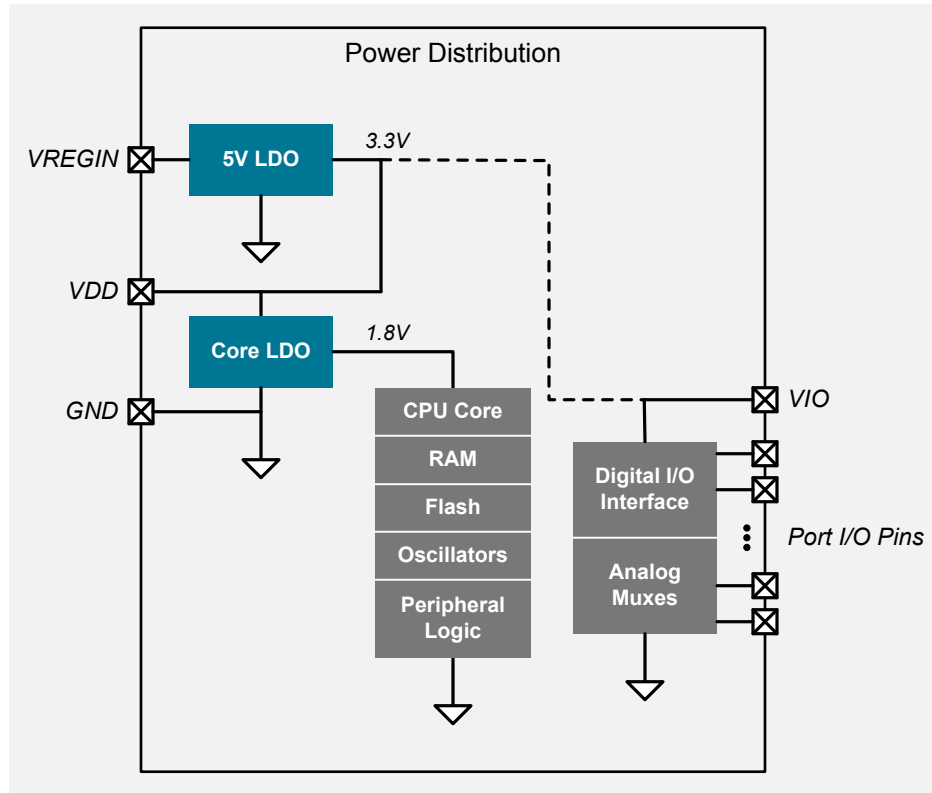 Power Distribution
VREGIN
5V LDO
3.3V
VDD
Core LDO
1.8V
GND
CPU Core
RAM
Flash
Oscillators
Peripheral
Logic
VIO
Digital I/O
Interface
Port I/O Pins
Analog
Muxes